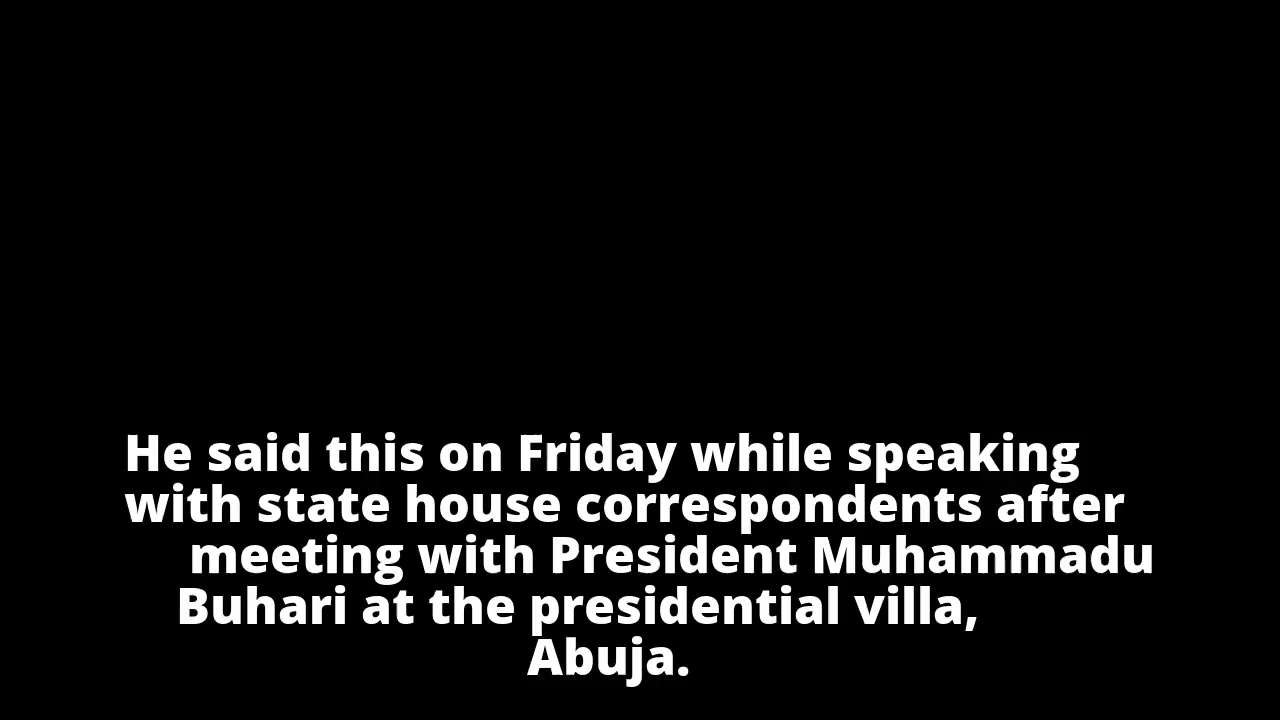 He said this on Friday while speaking
with state house correspondents after
meeting with President Muhammadu
Buhari at the presidential villa,
Abuja.